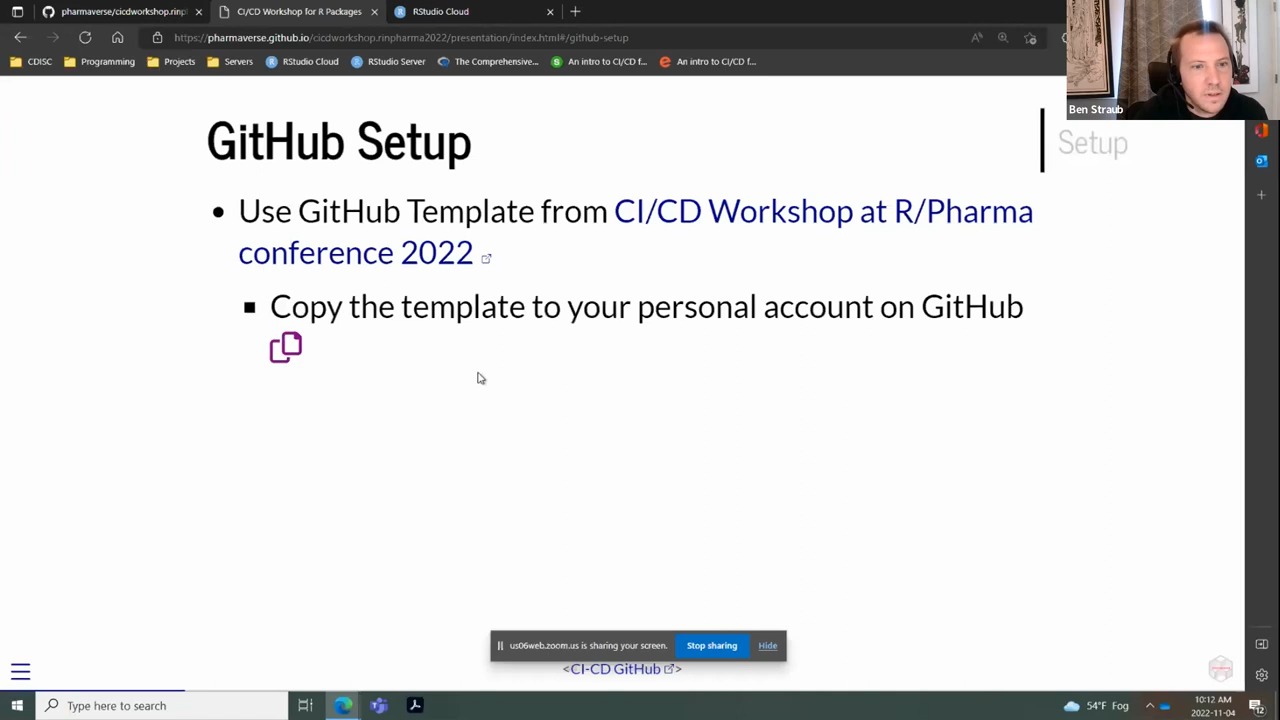 pharmaverse/cicdworkshop.rinp
CI/CD Workshop for R Packages
RStudio Cloud
https://pharmaverse.github.io/cicdworkshop.rinpharma2022/presentation/index.html#/github-setup
CDISC
Programming
Projects
Servers
RStudio Cloud
RStudio Server
The Comprehensive...
An intro to CI/CD f...
An intro to CI/CD f...
Ben Straub
GitHub Setup
Setup
Use GitHub Template from CI/CD Workshop at R/Pharma
conference 2022
Copy the template to your personal account on GitHub
us06web.zoom.us is sharing your screen.
Stop sharing
Hide
<CI-CD GitHub>
Type here to search
54°F Fog
10:12 AM
2022-11-04
12